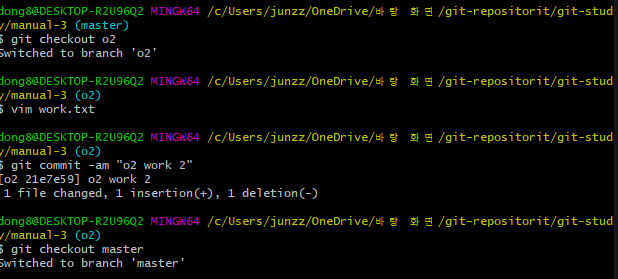 dong8@DESKTOP-R2U96Q2 MINGW64 /c/Users/junzz/OneDrive/바탕 화면/git-repositorit/git-stud
y/manual-3 (master)
$ git checkout o2
Switched to branch 'o2'
dong8@DESKTOP-R2U96Q2 MINGW64 /c/Users/junzz/OneDrive/바탕 화면/git-repositorit/git-stud
y/manual-3 (o2)
$ vim work.txt
dong8@DESKTOP-R2U96Q2 MINGW64 /c/Users/junzz/OneDrive/바탕 화면/git-repositorit/git-stud
y/manual-3 (o2)
$ git commit -am "o2 work 2"
[o2 21e7e59] o2 work 2
1 file changed, 1 insertion(+), 1 deletion(-)
dong8@DESKTOP-R2U96Q2 MINGW64 /c/Users/junzz/OneDrive/바탕 화면/git-repositorit/git-stud
y/manual-3 (o2)
$ git checkout master
Switched to branch 'master'